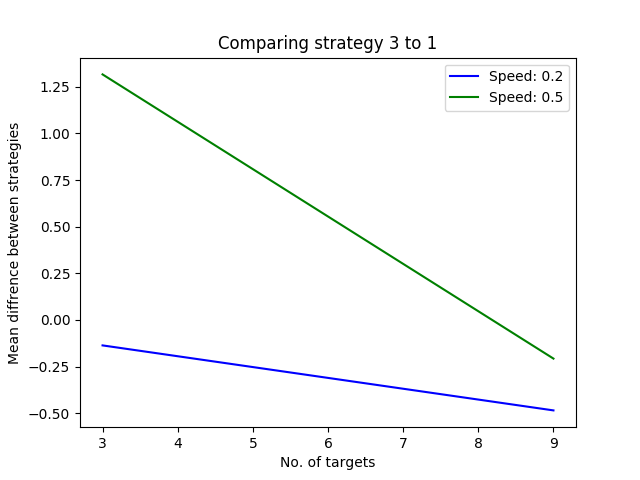 Comparing strategy 3 to 1
Speed: 0.2
Speed: 0.5
Mean diffrence between strategies
1.25
1.00
0.75
0.50
0.25
0.00
−0.25
−0.50
3 4 5 6 7 8 9
No. of targets